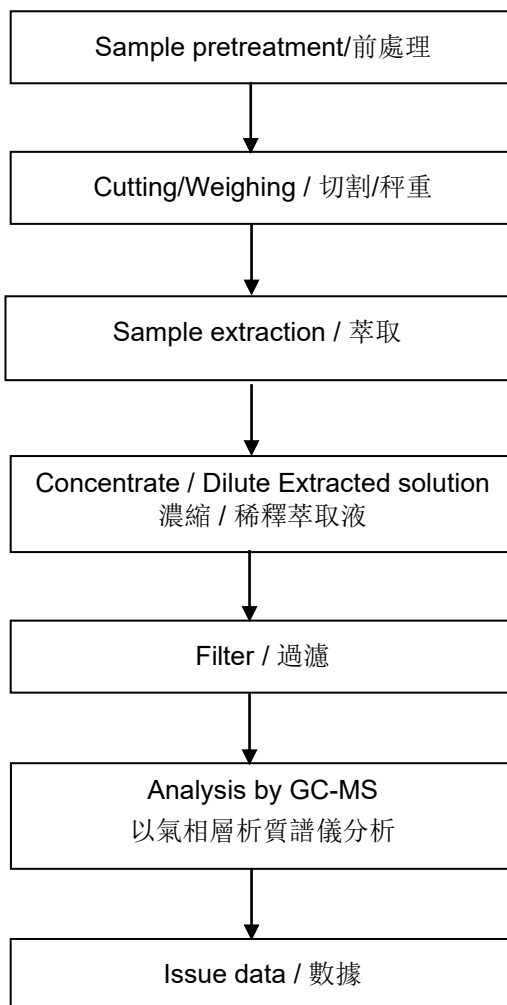 Sample pretreatment/前處理
Cutting/Weighing / 切割/秤重
Sample extraction / 萃取
Concentrate / Dilute Extracted solution
濃縮 / 稀釋萃取液
Filter / 過濾
Analysis by GC-MS
以氣相層析質譜儀分析
Issue data / 數據